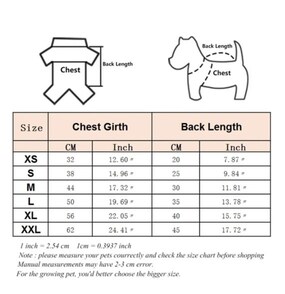 Chest
Back Length
Back Length
Chest
Size Chest Girth Back Length
CM IN CM IN
XS 32 12.60" 20 7.87"
S 38 14.96" 25 9.84"
M 44 17.32" 30 11.81"
L 50 19.69" 35 13.78"
XL 56 22.05" 40 15.75"
XXL 62 24.41" 45 17.72"
1 inch = 2.54 cm 1cm = 0.3937 inch
Note : please measure your pets courrectly and check the size chart before shopping
Manual measurements may have 2-3 cm error.
For the growing pet, you'd better choose the bigger size.